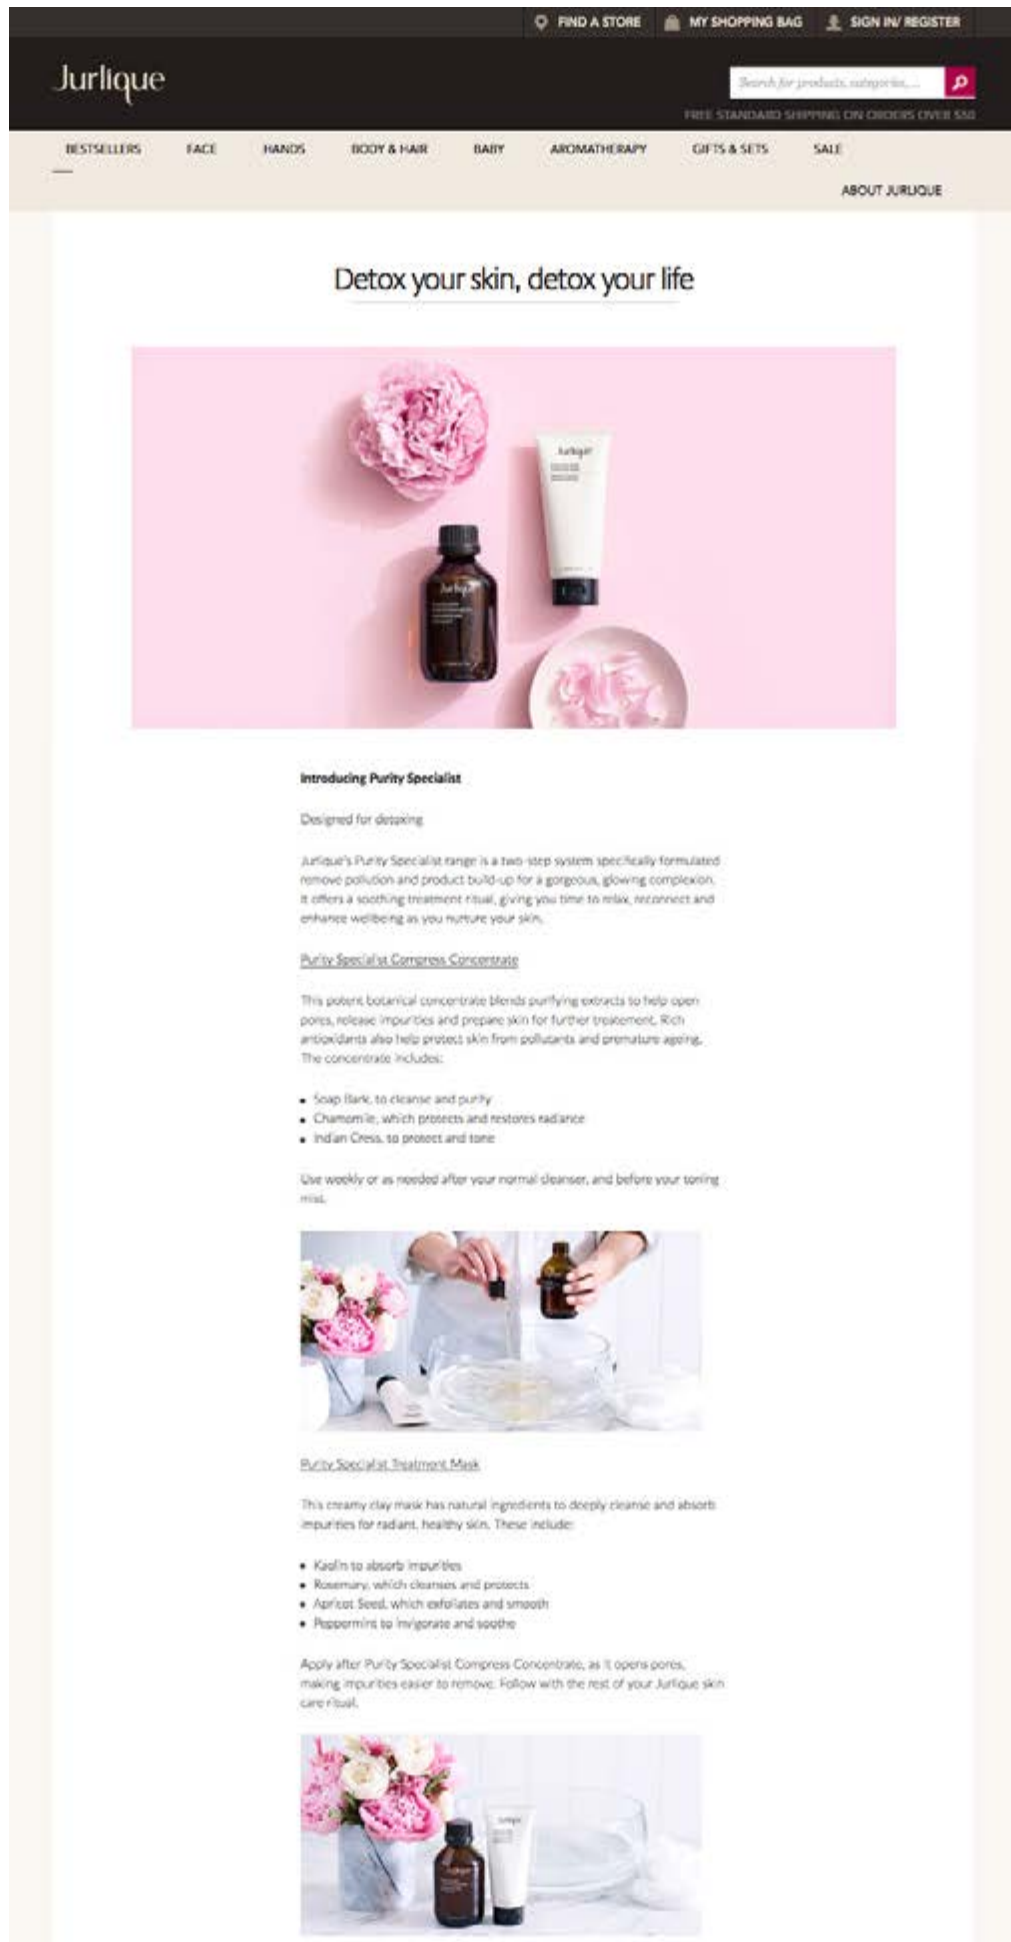 FIND A STORE MY SHOPPING BAG SIGN IN/ REGISTER
Jurlique
Search for products, categories, ...
FREE STANDARD SHIPPING ON ORDERS OVER $50
BESTSELLERS FACE HANDS BODY & HAIR BABY AROMATHERAPY GIFTS & SETS SALE
ABOUT JURLIQUE
Detox your skin, detox your life
Jurlique
Jurlique
Introducing Purity Specialist
Designed for detoxing
Jurlique's Purity Specialist range is a two-step system specifically formulated
remove pollution and product build-up for a gorgeous, glowing complexion.
It offers a soothing treatment ritual, giving you time to relax, reconnect and
enhance wellbeing as you nurture your skin.
Purity Specialist Compress Concentrate
This potent botanical concentrate blends purifying extracts to help open
pores, release impurities and prepare skin for further treatement. Rich
antioxidants also help protect skin from pollutants and premature ageing.
The concentrate includes:
Soap Bark, to cleanse and purify
Chamomile, which protects and restores radiance
Indian Cress, to protect and tone
Use weekly or as needed after your normal cleanser, and before your toning
mist.
Purity Specialist Treatment Mask
This creamy clay mask has natural ingredients to deeply cleanse and absorb
impurities for radiant, healthy skin. These include:
Kaolin to absorb impurities
Rosemary, which cleanses and protects
Apricot Seed, which exfoliates and smooth
Peppermint to invigorate and soothe
Apply after Purity Specialist Compress Concentrate, as it opens pores,
making impurities easier to remove. Follow with the rest of your Jurlique skin
care ritual.
Jurlique
Jurlique